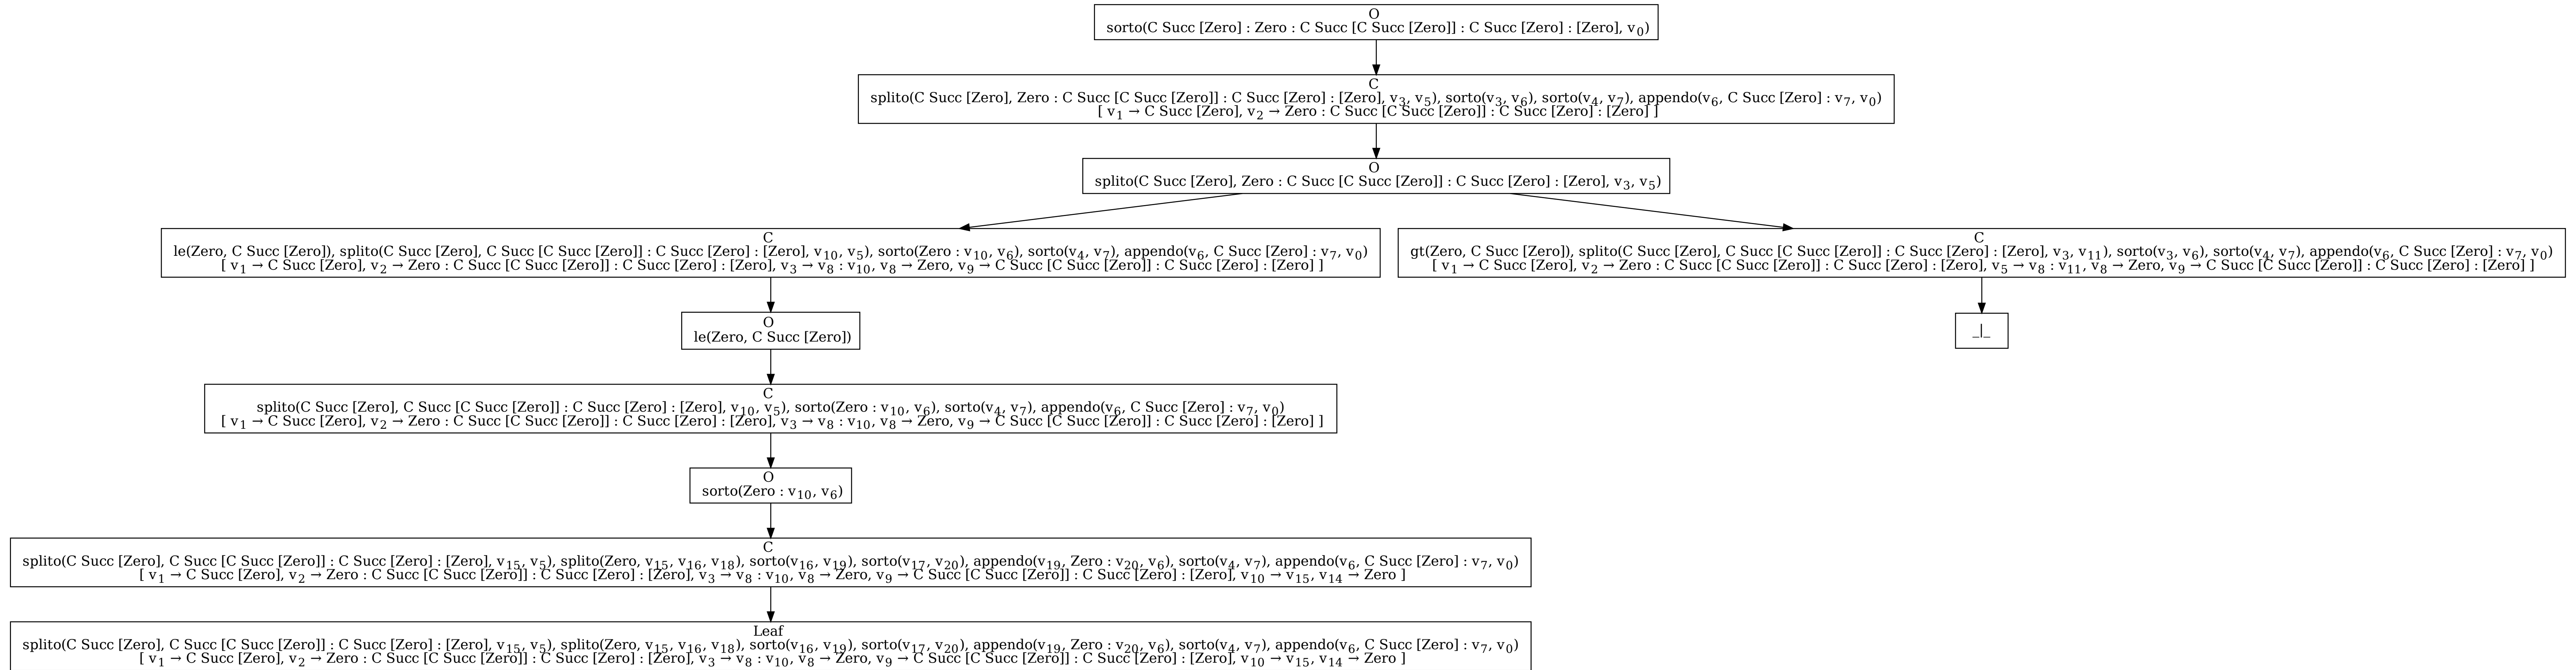 O
sorto(C Succ [Zero] : Zero : C Succ [C Succ [Zero]] : C Succ [Zero] : [Zero], v0)
C
splito(C Succ [Zero], Zero : C Succ [C Succ [Zero]] : C Succ [Zero] : [Zero], v3, v5), sorto(v3, v6), sorto(v4, v7), appendo(v6, C Succ [Zero] : v7, v0)
[ v1 → C Succ [Zero], v2 → Zero : C Succ [C Succ [Zero]] : C Succ [Zero] : [Zero] ]
O
splito(C Succ [Zero], Zero : C Succ [C Succ [Zero]] : C Succ [Zero] : [Zero], v3, v5)
C
le(Zero, C Succ [Zero]), splito(C Succ [Zero], C Succ [C Succ [Zero]] : C Succ [Zero] : [Zero], v10, v5), sorto(Zero : v10, v6), sorto(v4, v7), appendo(v6, C Succ [Zero] : v7, v0)
[ v1 → C Succ [Zero], v2 → Zero : C Succ [C Succ [Zero]] : C Succ [Zero] : [Zero], v3 → v8 : v10, v8 → Zero, v9 → C Succ [C Succ [Zero]] : C Succ [Zero] : [Zero] ]
C
gt(Zero, C Succ [Zero]), splito(C Succ [Zero], C Succ [C Succ [Zero]] : C Succ [Zero] : [Zero], v3, v11), sorto(v3, v6), sorto(v4, v7), appendo(v6, C Succ [Zero] : v7, v0)
[ v1 → C Succ [Zero], v2 → Zero : C Succ [C Succ [Zero]] : C Succ [Zero] : [Zero], v5 → v8 : v11, v8 → Zero, v9 → C Succ [C Succ [Zero]] : C Succ [Zero] : [Zero] ]
O
le(Zero, C Succ [Zero])
_|_
C
splito(C Succ [Zero], C Succ [C Succ [Zero]] : C Succ [Zero] : [Zero], v10, v5), sorto(Zero : v10, v6), sorto(v4, v7), appendo(v6, C Succ [Zero] : v7, v0)
[ v1 → C Succ [Zero], v2 → Zero : C Succ [C Succ [Zero]] : C Succ [Zero] : [Zero], v3 → v8 : v10, v8 → Zero, v9 → C Succ [C Succ [Zero]] : C Succ [Zero] : [Zero] ]
O
sorto(Zero : v10, v6)
C
splito(C Succ [Zero], C Succ [C Succ [Zero]] : C Succ [Zero] : [Zero], v15, v5), splito(Zero, v15, v16, v18), sorto(v16, v19), sorto(v17, v20), appendo(v19, Zero : v20, v6), sorto(v4, v7), appendo(v6, C Succ [Zero] : v7, v0)
[ v1 → C Succ [Zero], v2 → Zero : C Succ [C Succ [Zero]] : C Succ [Zero] : [Zero], v3 → v8 : v10, v8 → Zero, v9 → C Succ [C Succ [Zero]] : C Succ [Zero] : [Zero], v10 → v15, v14 → Zero ]
Leaf
splito(C Succ [Zero], C Succ [C Succ [Zero]] : C Succ [Zero] : [Zero], v15, v5), splito(Zero, v15, v16, v18), sorto(v16, v19), sorto(v17, v20), appendo(v19, Zero : v20, v6), sorto(v4, v7), appendo(v6, C Succ [Zero] : v7, v0)
[ v1 → C Succ [Zero], v2 → Zero : C Succ [C Succ [Zero]] : C Succ [Zero] : [Zero], v3 → v8 : v10, v8 → Zero, v9 → C Succ [C Succ [Zero]] : C Succ [Zero] : [Zero], v10 → v15, v14 → Zero ]